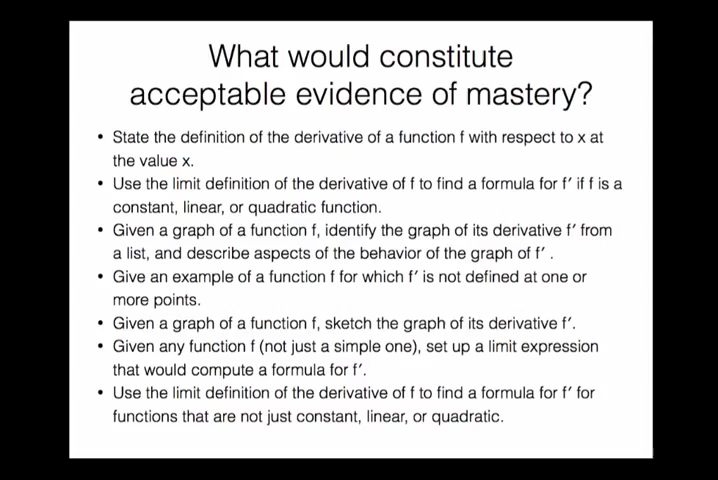 What would constitute
acceptable evidence of mastery?
• State the definition of the derivative of a function f with respect to x at
the value x.
• Use the limit definition of the derivative of f to find a formula for f′ if f is a
constant, linear, or quadratic function.
• Given a graph of a function f, identify the graph of its derivative f′ from
a list, and describe aspects of the behavior of the graph of f′ .
• Give an example of a function f for which f′ is not defined at one or
more points.
• Given a graph of a function f, sketch the graph of its derivative f′.
• Given any function f (not just a simple one), set up a limit expression
that would compute a formula for f′.
• Use the limit definition of the derivative of f to find a formula for f′ for
functions that are not just constant, linear, or quadratic.